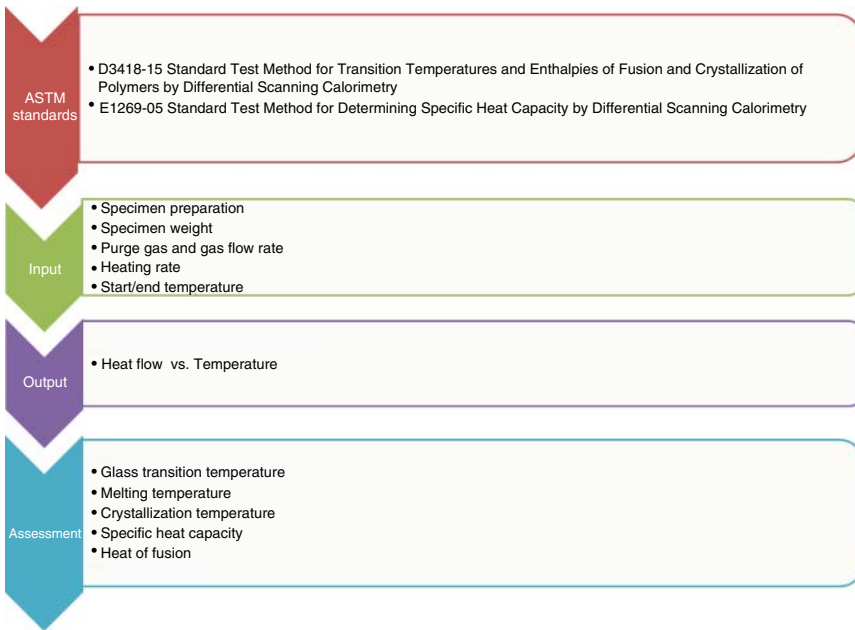 ASTM
standards
• D3418-15 Standard Test Method for Transition Temperatures and Enthalpies of Fusion and Crystallization of
Polymers by Differential Scanning Calorimetry
• E1269-05 Standard Test Method for Determining Specific Heat Capacity by Differential Scanning Calorimetry
Input
• Specimen preparation
• Specimen weight
• Purge gas and gas flow rate
• Heating rate
• Start/end temperature
Output
• Heat flow vs. Temperature
Assessment
• Glass transition temperature
• Melting temperature
• Crystallization temperature
• Specific heat capacity
• Heat of fusion